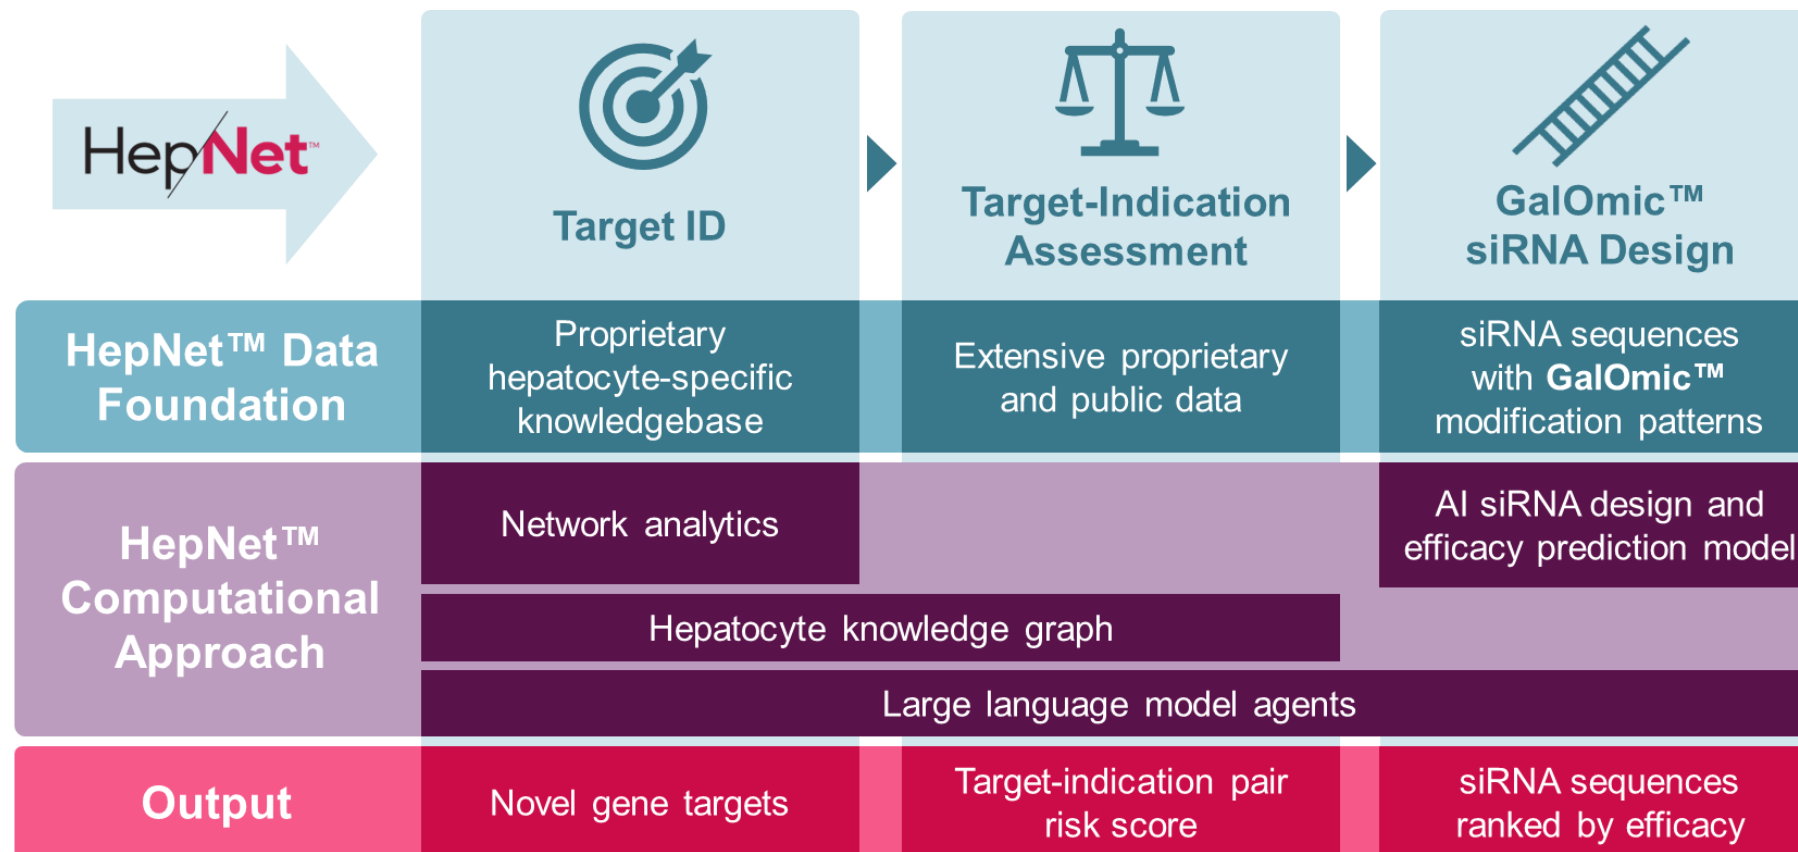 HepNet™
Target ID
Target-Indication
Assessment
GalOmic™
siRNA Design
HepNet™ Data
Foundation
Proprietary
hepatocyte-specific
knowledgebase
Extensive proprietary
and public data
siRNA sequences
with GalOmic™
modification patterns
HepNet™
Computational
Approach
Network analytics
AI siRNA design and
efficacy prediction model
Hepatocyte knowledge graph
Large language model agents
Output
Novel gene targets
Target-indication pair
risk score
siRNA sequences
ranked by efficacy